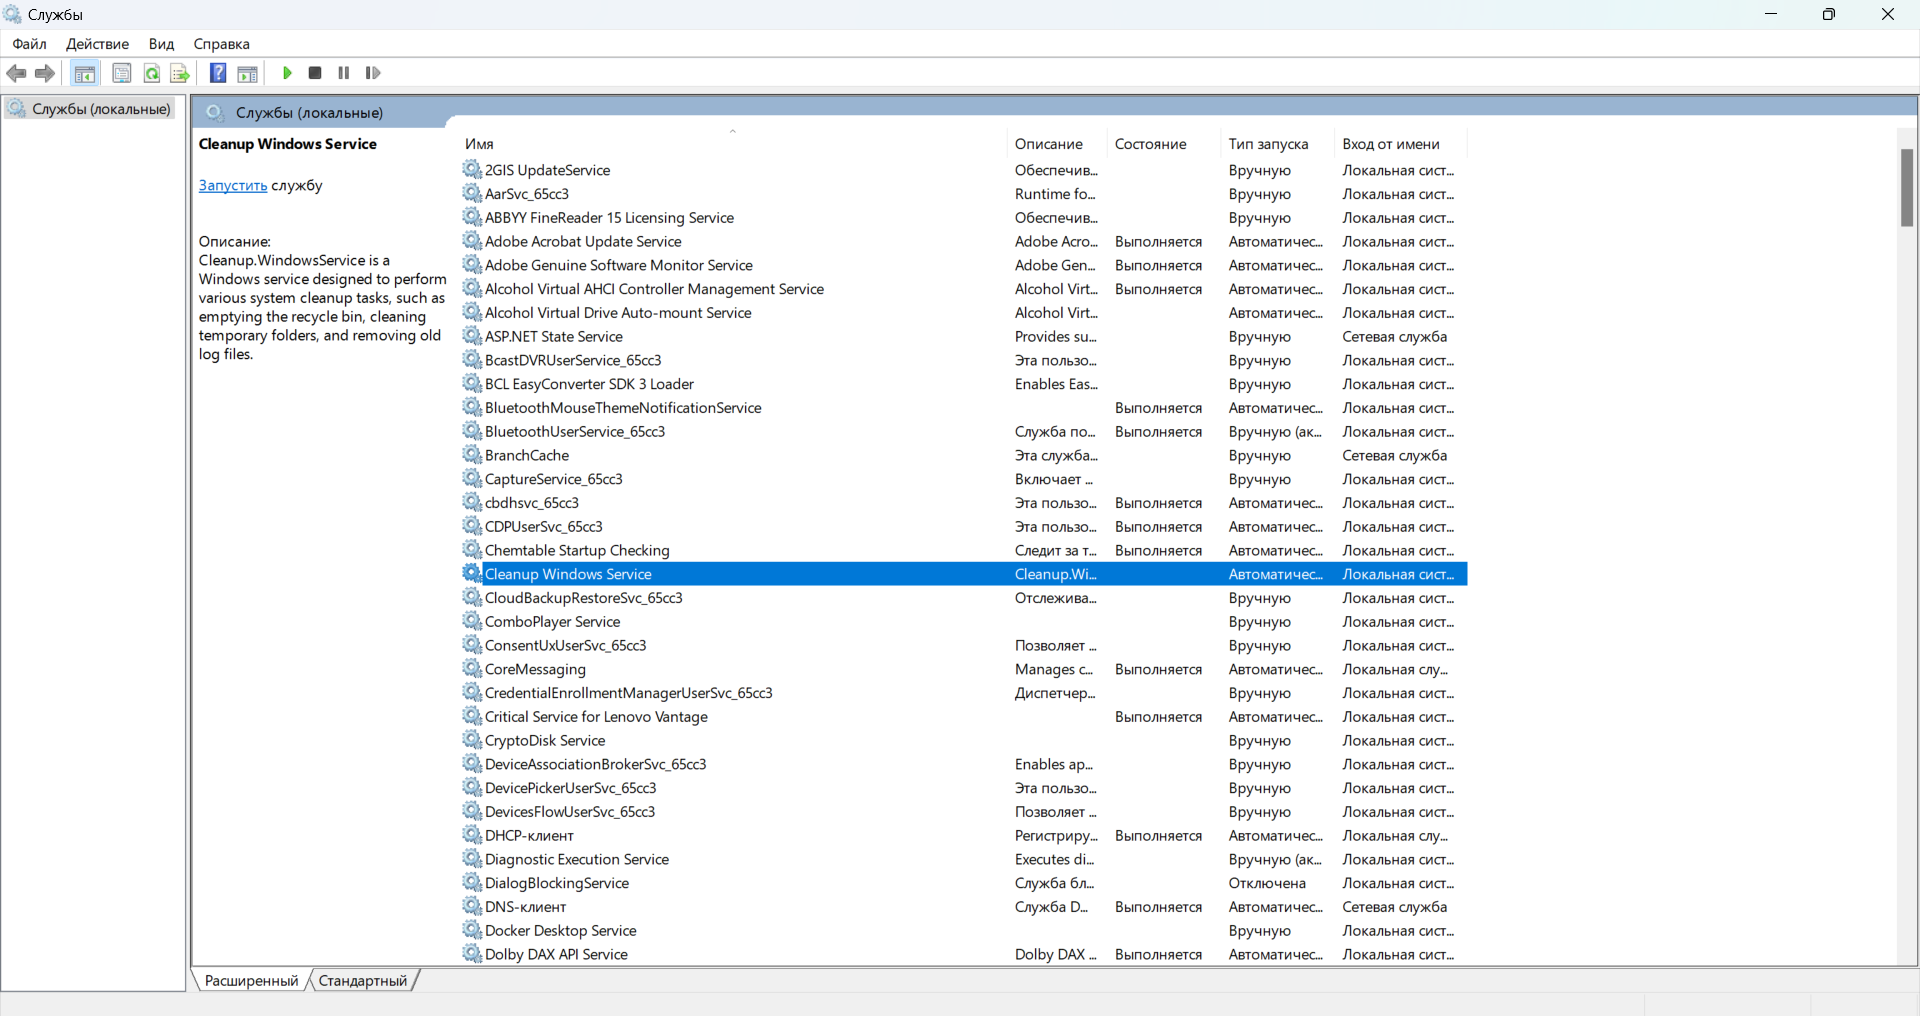 Службы
Файл Действие Вид Справка
Службы (локальные)
Службы (локальные)
Cleanup Windows Service
Запустить службу
Описание:
Cleanup.WindowsService is a
Windows service designed to perform
various system cleanup tasks, such as
emptying the recycle bin, cleaning
temporary folders, and removing old
log files.
Имя Описание Состояние Тип запуска Вход от имени
2GIS UpdateService Обеспечив... Вручную Локальная сист...
AarSvc_65cc3 Runtime fo... Вручную Локальная сист...
ABBYY FineReader 15 Licensing Service Обеспечив... Вручную Локальная сист...
Adobe Acrobat Update Service Adobe Acro... Выполняется Автоматичес... Локальная сист...
Adobe Genuine Software Monitor Service Adobe Gen... Выполняется Автоматичес... Локальная сист...
Alcohol Virtual AHCI Controller Management Service Alcohol Virt... Выполняется Автоматичес... Локальная сист...
Alcohol Virtual Drive Auto-mount Service Alcohol Virt... Автоматичес... Локальная сист...
ASP.NET State Service Provides su... Вручную Сетевая служба
BcastDVRUserService_65cc3 Эта пользо... Вручную Локальная сист...
BCL EasyConverter SDK 3 Loader Enables Eas... Вручную Локальная сист...
BluetoothMouseThemeNotificationService Выполняется Автоматичес... Локальная сист...
BluetoothUserService_65cc3 Служба по... Выполняется Вручную (ак... Локальная сист...
BranchCache Эта служба... Вручную Сетевая служба
CaptureService_65cc3 Включает ... Вручную Локальная сист...
cbdhsvc_65cc3 Эта пользо... Выполняется Автоматичес... Локальная сист...
CDPUserSvc_65cc3 Эта пользо... Выполняется Автоматичес... Локальная сист...
Chemtable Startup Checking Следит за т... Выполняется Автоматичес... Локальная сист...
Cleanup Windows Service Cleanup.Wi... Автоматичес... Локальная сист...
CloudBackupRestoreSvc_65cc3 Отслежива... Вручную Локальная сист...
ComboPlayer Service Вручную Локальная сист...
ConsentUxUserSvc_65cc3 Позволяет ... Вручную Локальная сист...
CoreMessaging Manages c... Выполняется Автоматичес... Локальная слу...
CredentialEnrollmentManagerUserSvc_65cc3 Диспетчер... Вручную Локальная сист...
Critical Service for Lenovo Vantage Выполняется Автоматичес... Локальная сист...
CryptoDisk Service Вручную Локальная сист...
DeviceAssociationBrokerSvc_65cc3 Enables ap... Вручную Локальная сист...
DevicePickerUserSvc_65cc3 Эта пользо... Вручную Локальная сист...
DevicesFlowUserSvc_65cc3 Позволяет ... Вручную Локальная сист...
DHCP-клиент Регистриру... Выполняется Автоматичес... Локальная слу...
Diagnostic Execution Service Executes di... Вручную (ак... Локальная сист...
DialogBlockingService Служба бл... Отключена Локальная сист...
DNS-клиент Служба D... Выполняется Автоматичес... Сетевая служба
Docker Desktop Service Вручную Локальная сист...
Dolby DAX API Service Dolby DAX ... Выполняется Автоматичес... Локальная сист...
Расширенный Стандартный